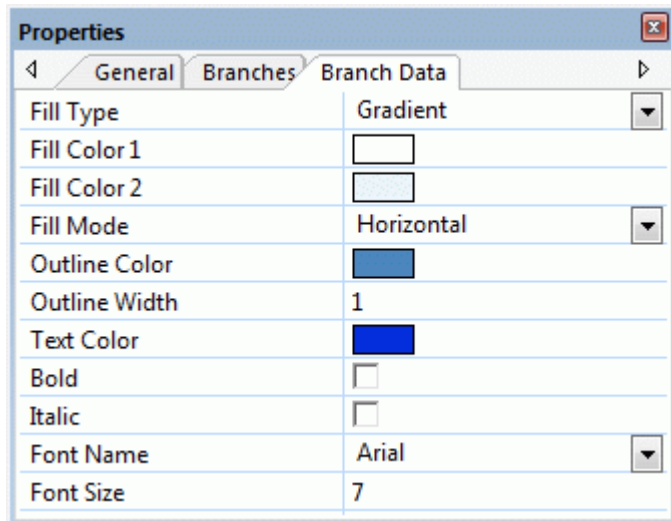 Properties
General Branches Branch Data
Fill Type Gradient
Fill Color 1
Fill Color 2
Fill Mode Horizontal
Outline Color
Outline Width 1
Text Color
Bold
Italic
Font Name Arial
Font Size 7